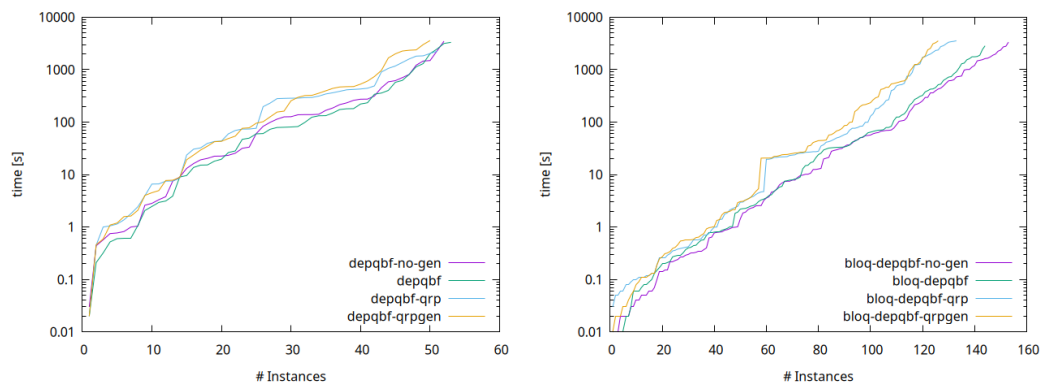 10000
1000
100
10
1
0.1
0.01
time [s]
depqbf-no-gen
depqbf
depqbf-qrp
depqbf-qrpgen
0 10 20 30 40 50 60
# Instances
10000
1000
100
10
1
0.1
0.01
time [s]
bloq-depqbf-no-gen
bloq-depqbf
bloq-depqbf-qrp
bloq-depqbf-qrpgen
0 20 40 60 80 100 120 140 160
# Instances